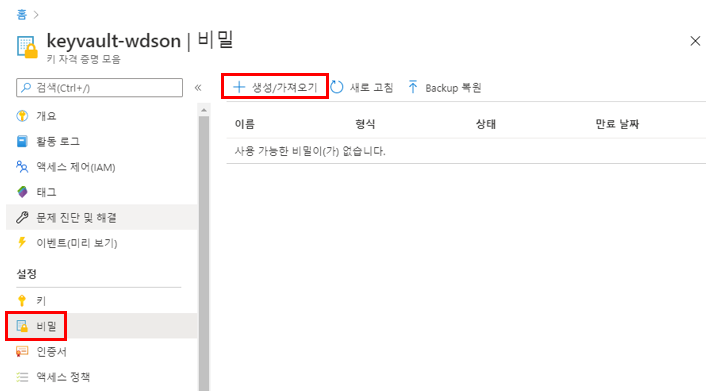 홈 >
keyvault-wdson | 비밀
키 자격 증명 모음
검색(Ctrl+/)
«
생성/가져오기 새로 고침 Backup 복원
개요
활동 로그
액세스 제어(IAM)
태그
문제 진단 및 해결
이벤트(미리 보기)
설정
키
비밀
인증서
액세스 정책
이름 형식 상태 만료 날짜
사용 가능한 비밀이(가) 없습니다.